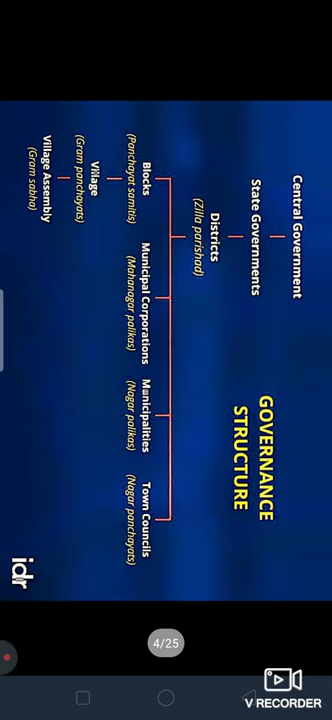 GOVERNANCE
STRUCTURE
Central Government
State Governments
Districts
(Zilla parishad)
Blocks
(Panchayat samitis)
Municipal Corporations
(Mahanagar palikas)
Municipalities
(Nagar palikas)
Town Councils
(Nagar panchayats)
Village
(Gram panchayats)
Village Assembly
(Gram sabha)
idr
4/25
V RECORDER